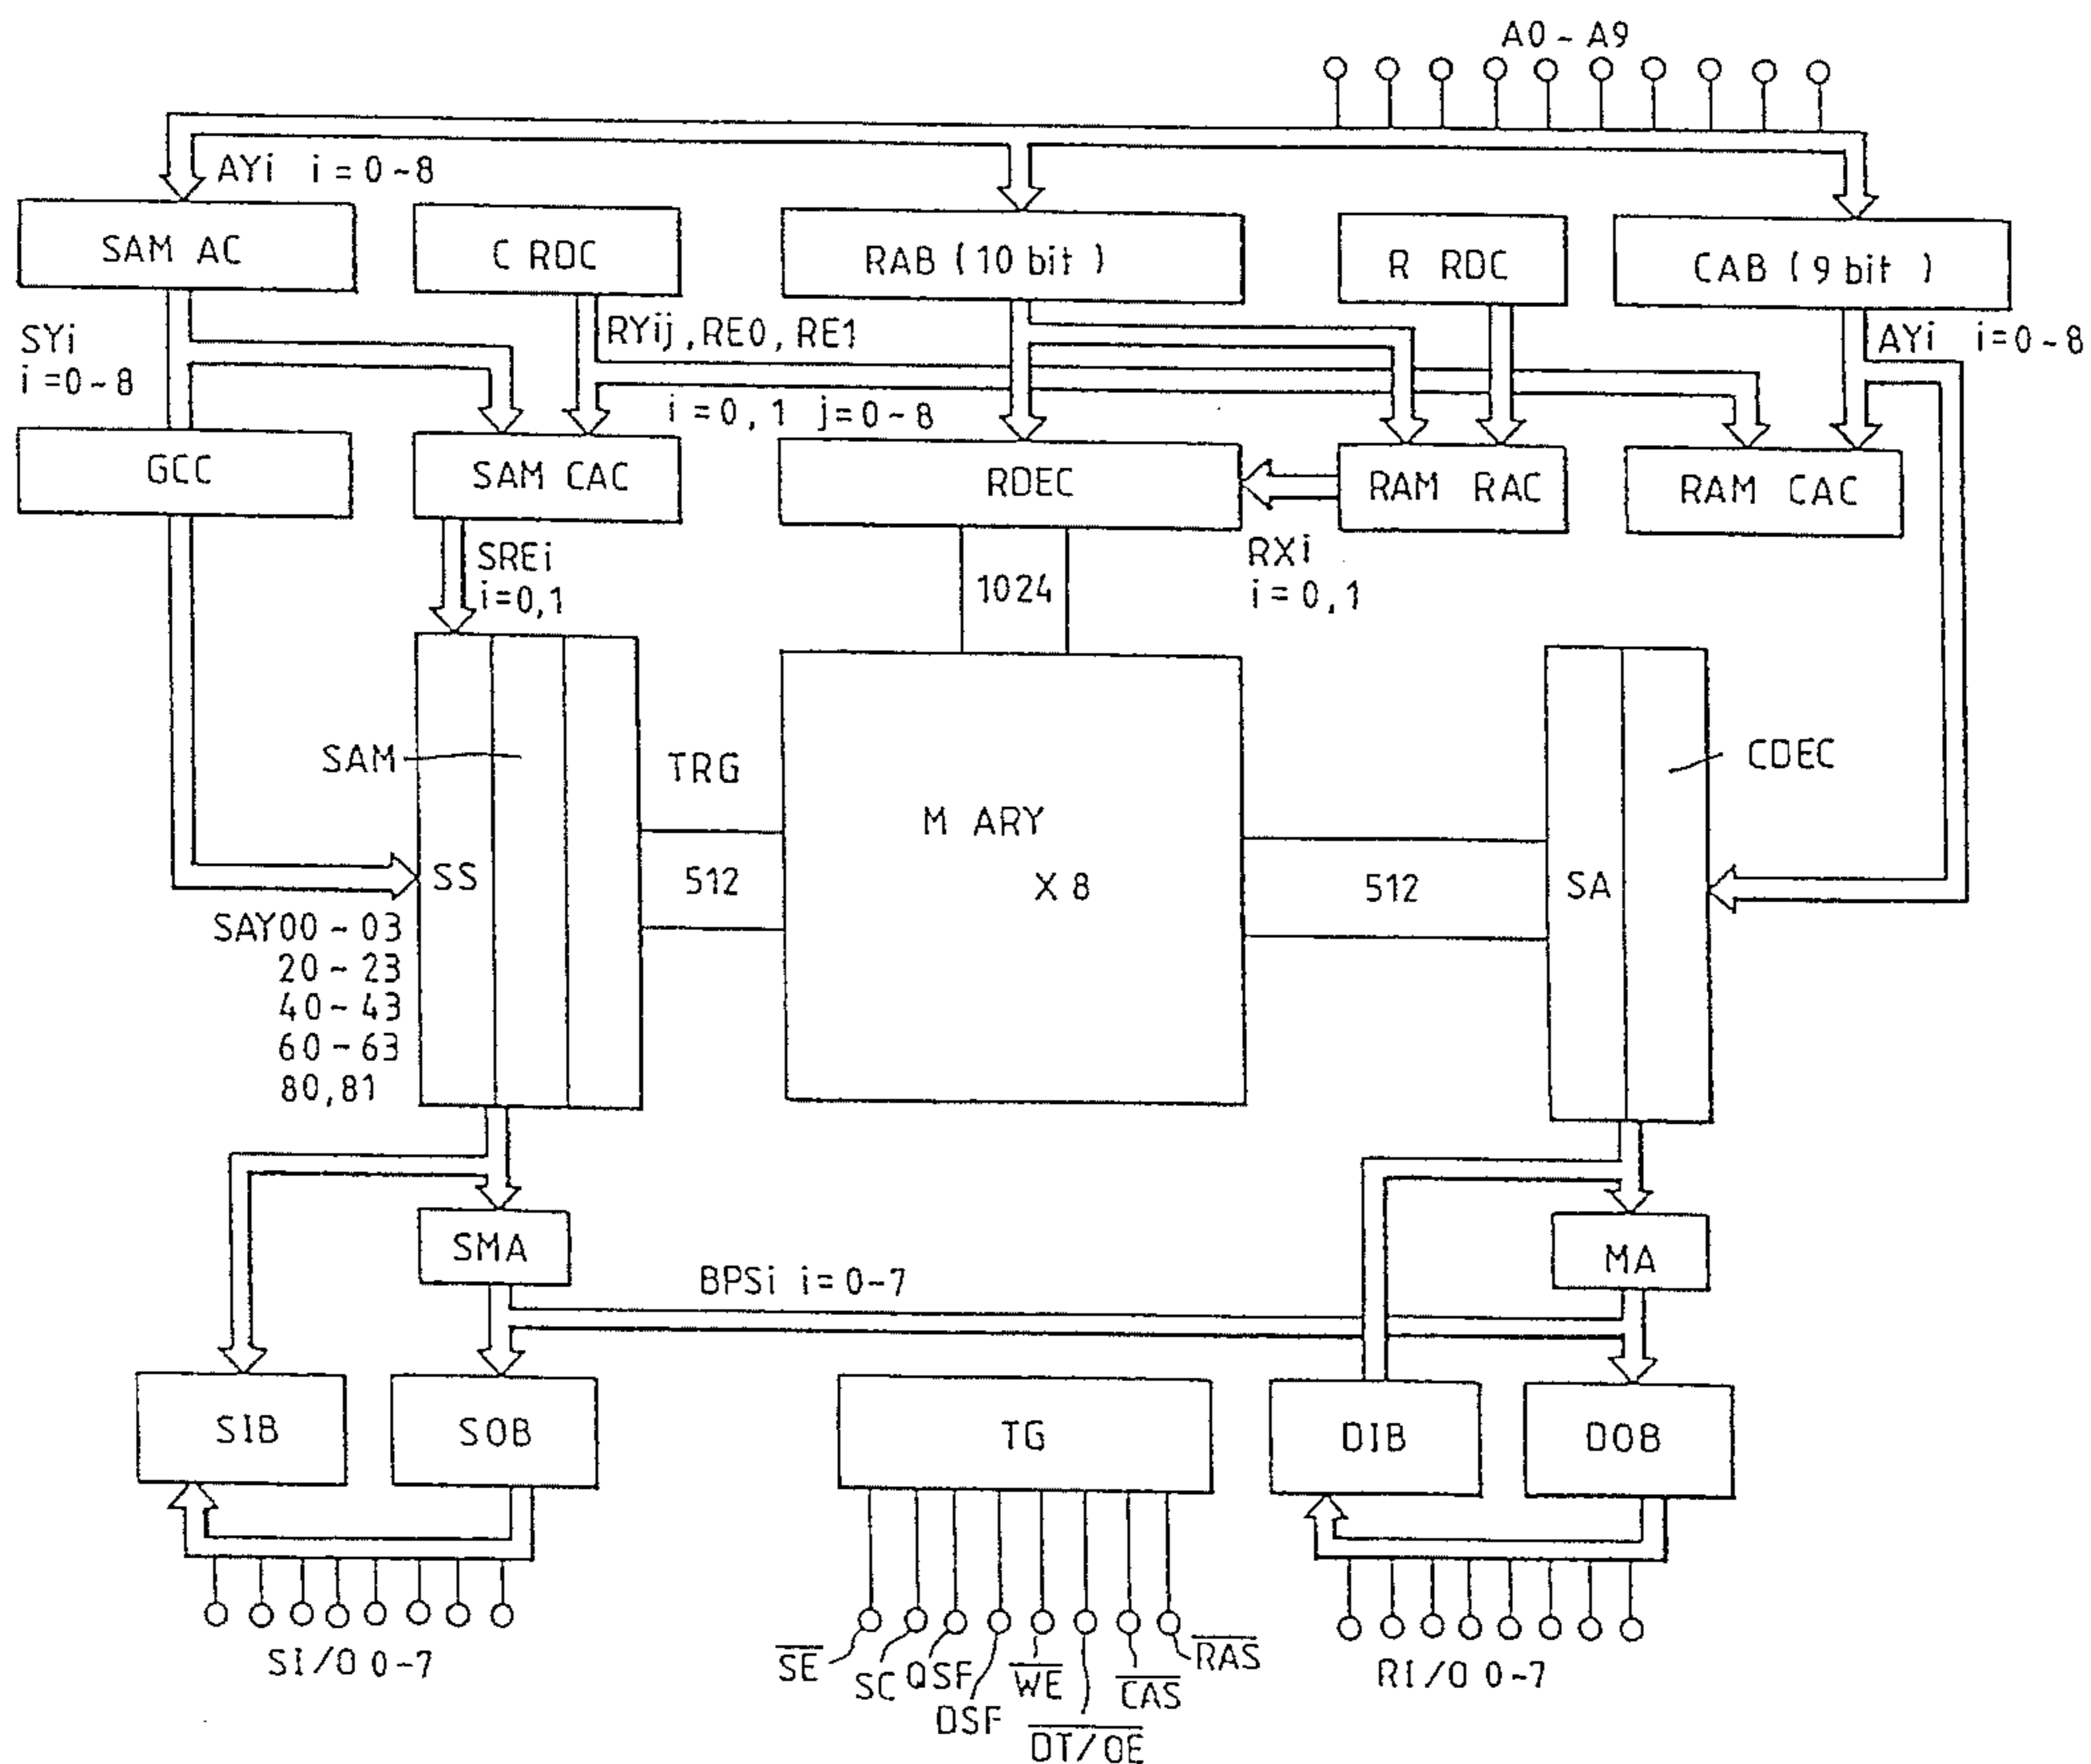 A0~A9
AYi i=0~8
SAM AC
C RDC
RAB (10 bit)
R RDC
CAB (9 bit)
SYi
i=0~8
RYij, RE0, RE1
AYi i=0~8
i=0,1 j=0~8
GCC
SAM CAC
RDEC
RAM RAC
RAM CAC
SREi
i=0,1
1024
RXi
i=0,1
SAM
TRG
CDEC
M ARY
X8
SS
512
512
SA
SAY00~03
20~23
40~43
60~63
80,81
SMA
MA
BPSi i=0~7
SIB
SOB
TG
DIB
DOB
SI/O 0~7
SE
SC
QSF
DSF
WE
DT/OE
CAS
RAS
RI/O 0~7